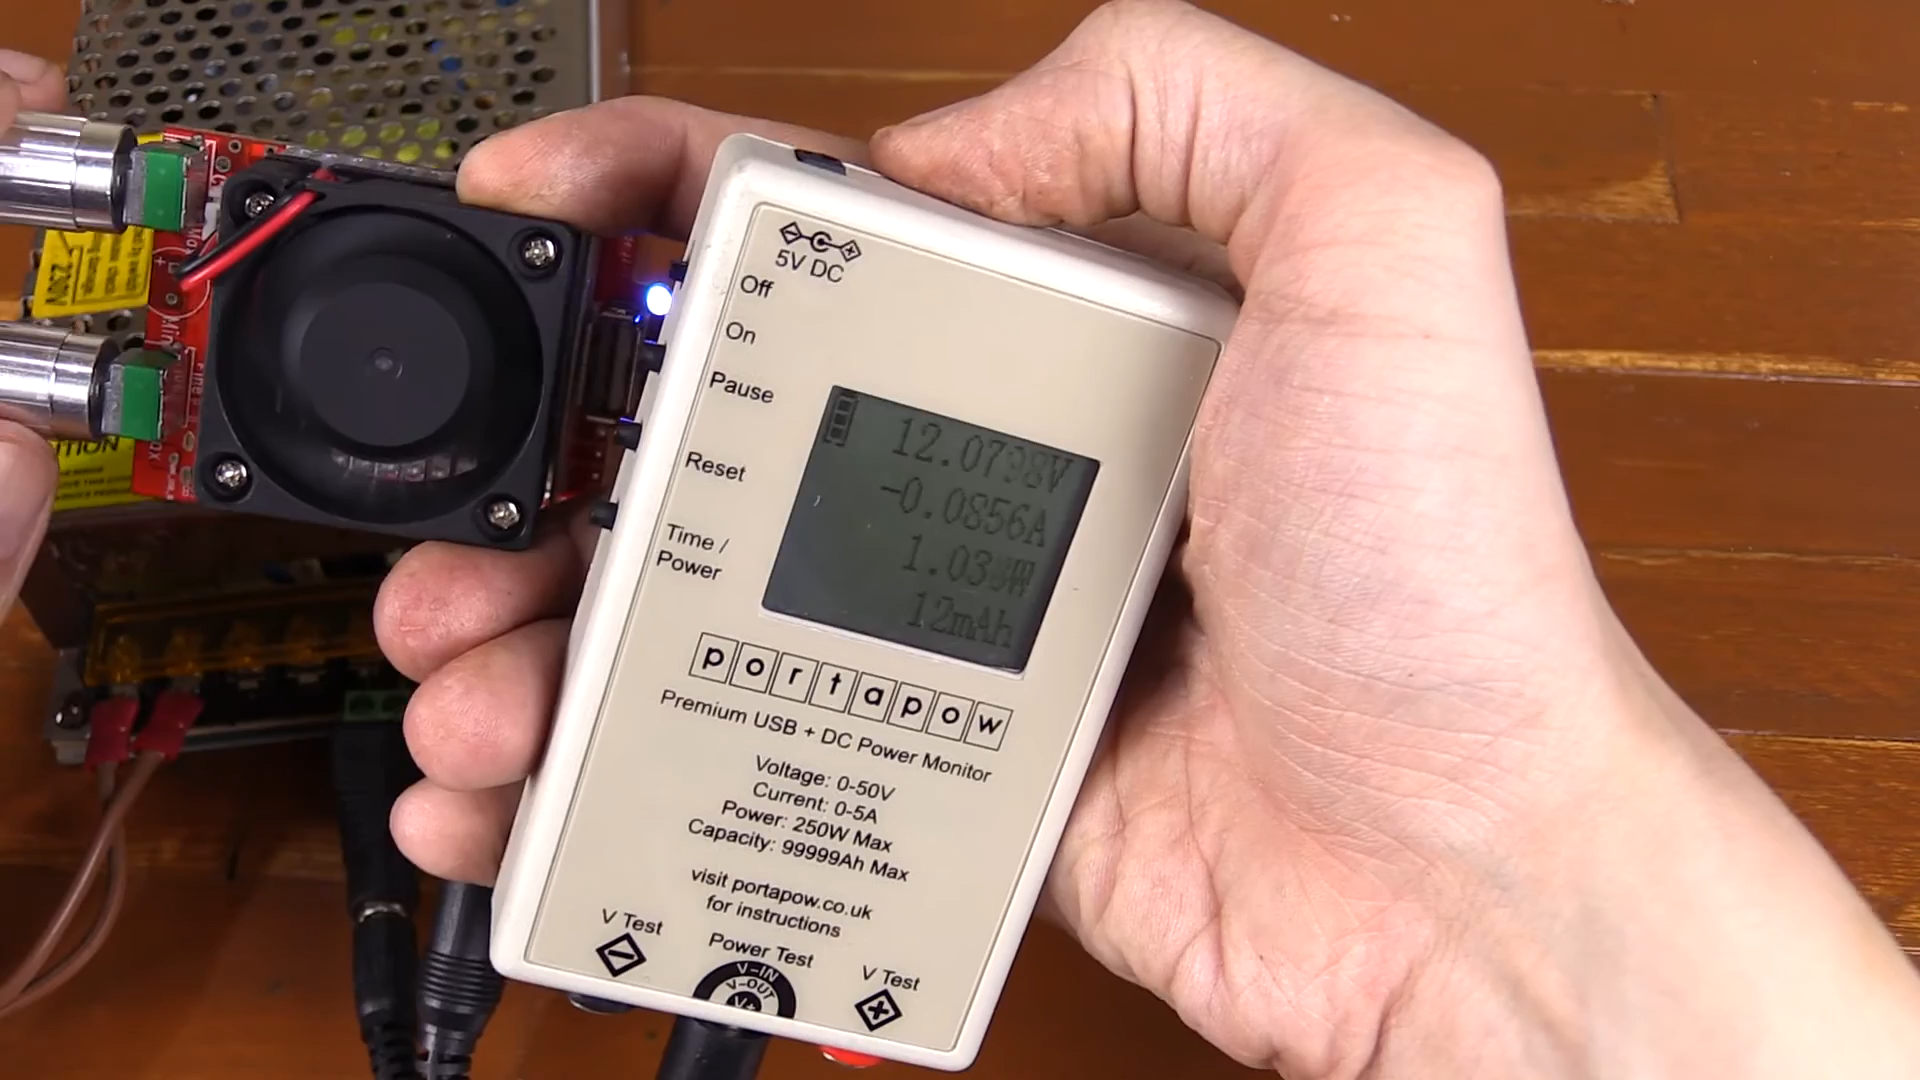 5V DC
Off
On
Pause
Reset
Time /
Power
12.0798V
-0.0856A
12mAh
portapow
Premium USB + DC Power Monitor
Voltage: 0-50V
Current: 0-5A
Power: 250W Max
Capacity: 99999Ah Max
visit portapow.co.uk
for instructions
V Test
Power Test
V Test
V-IN
V-OUT
V+
230V